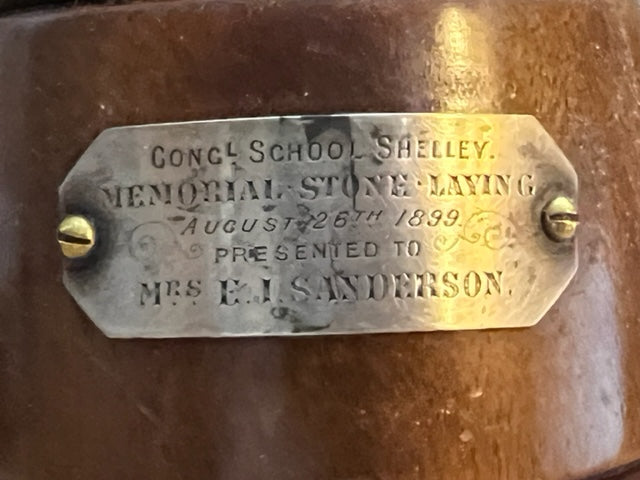 CONGL SCHOOL SHELLEY.
MEMORIAL · STONE · LAYING
AUGUST 26TH 1899.
PRESENTED TO
MRS E. J. SANDERSON.